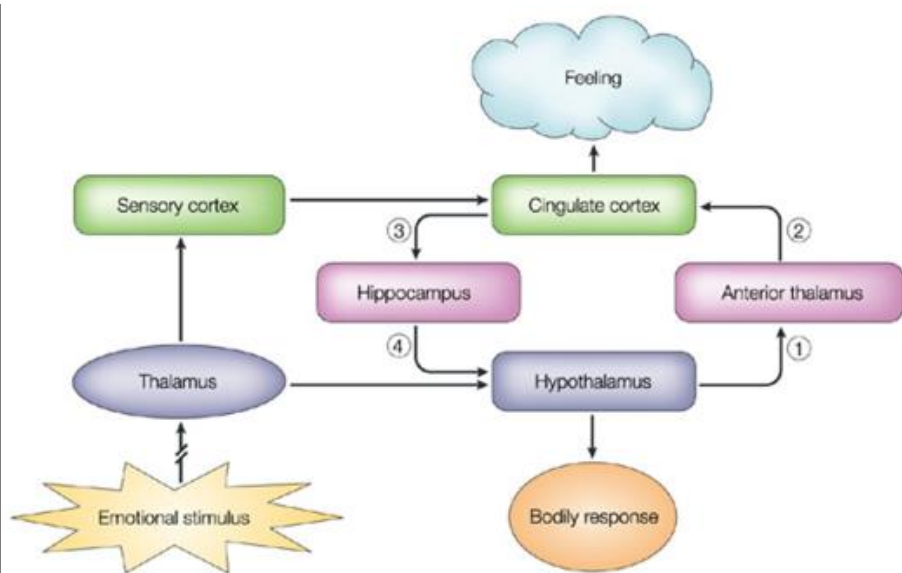 Feeling
Sensory cortex
Cingulate cortex
③
②
Hippocampus
Anterior thalamus
④
①
Thalamus
Hypothalamus
Emotional stimulus
Bodily response